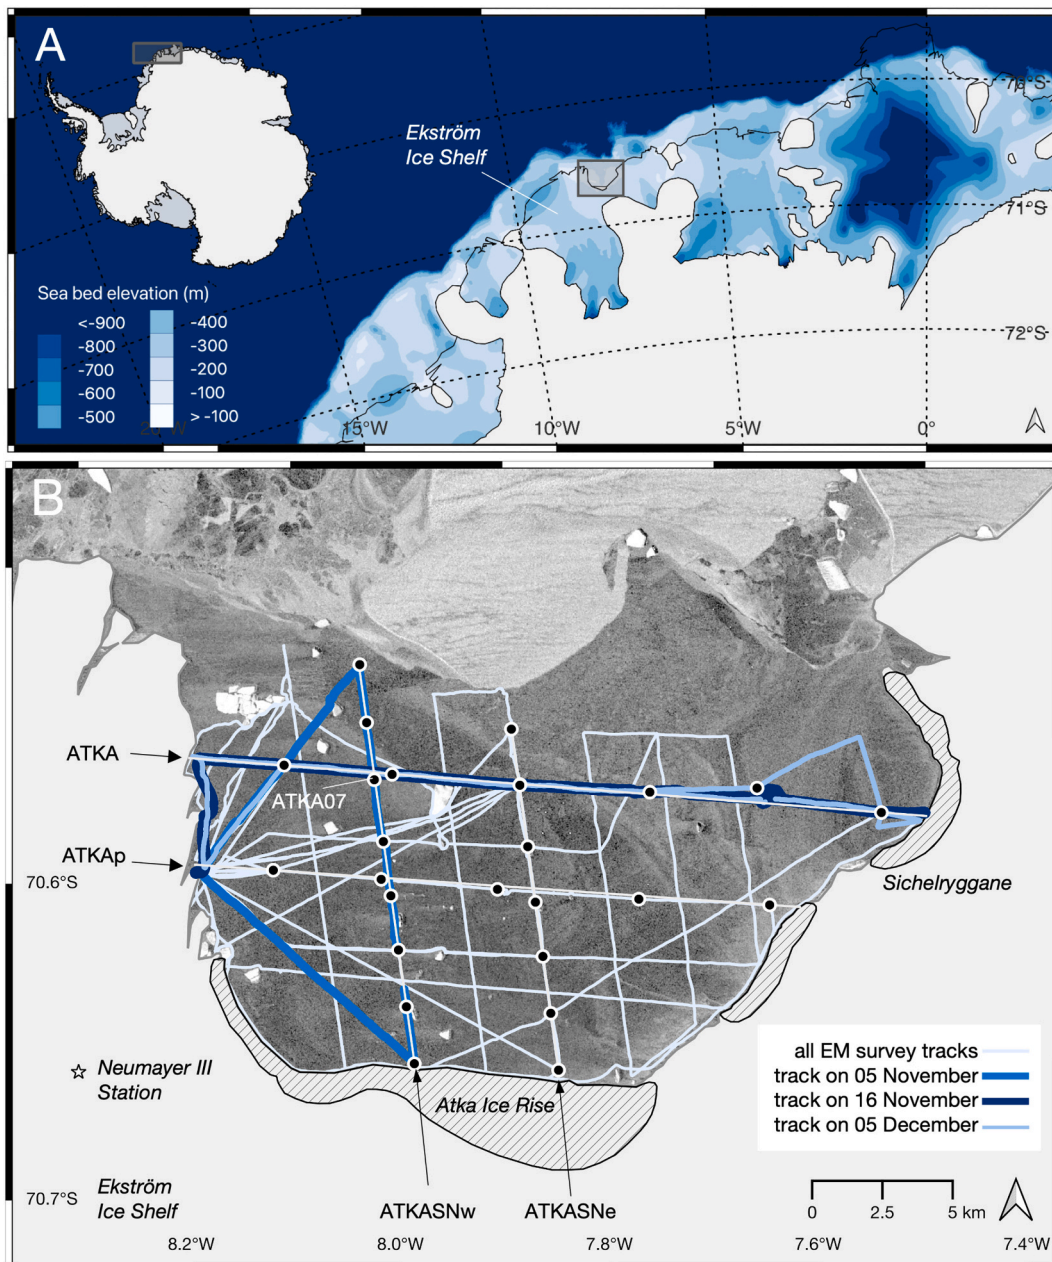 A
Ekström
Ice Shelf
70°S
71°S
72°S
Sea bed elevation (m)
<-900
-800
-700
-600
-500
-400
-300
-200
-100
> -100
20°W
15°W
10°W
5°W
0°
B
ATKA
ATKA07
ATKAp
70.6°S
Sichelryggane
Neumayer III
Station
Atka Ice Rise
all EM survey tracks
track on 05 November
track on 16 November
track on 05 December
70.7°S
Ekström
Ice Shelf
ATKASNw
ATKASNe
0
2.5
5 km
8.2°W
8.0°W
7.8°W
7.6°W
7.4°W